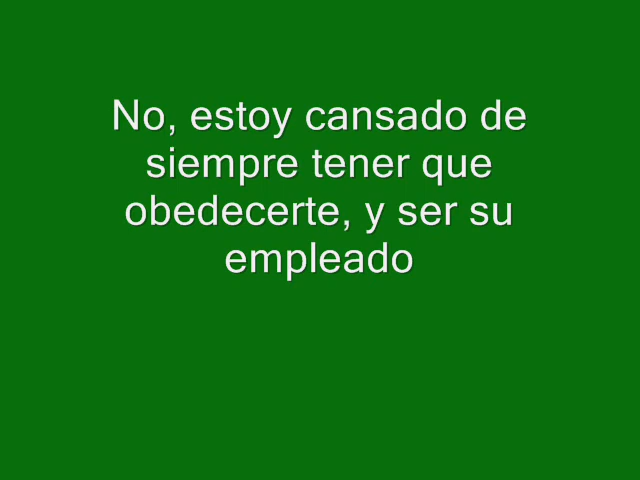 No, estoy cansado de
siempre tener que
obedecerte, y ser su
empleado